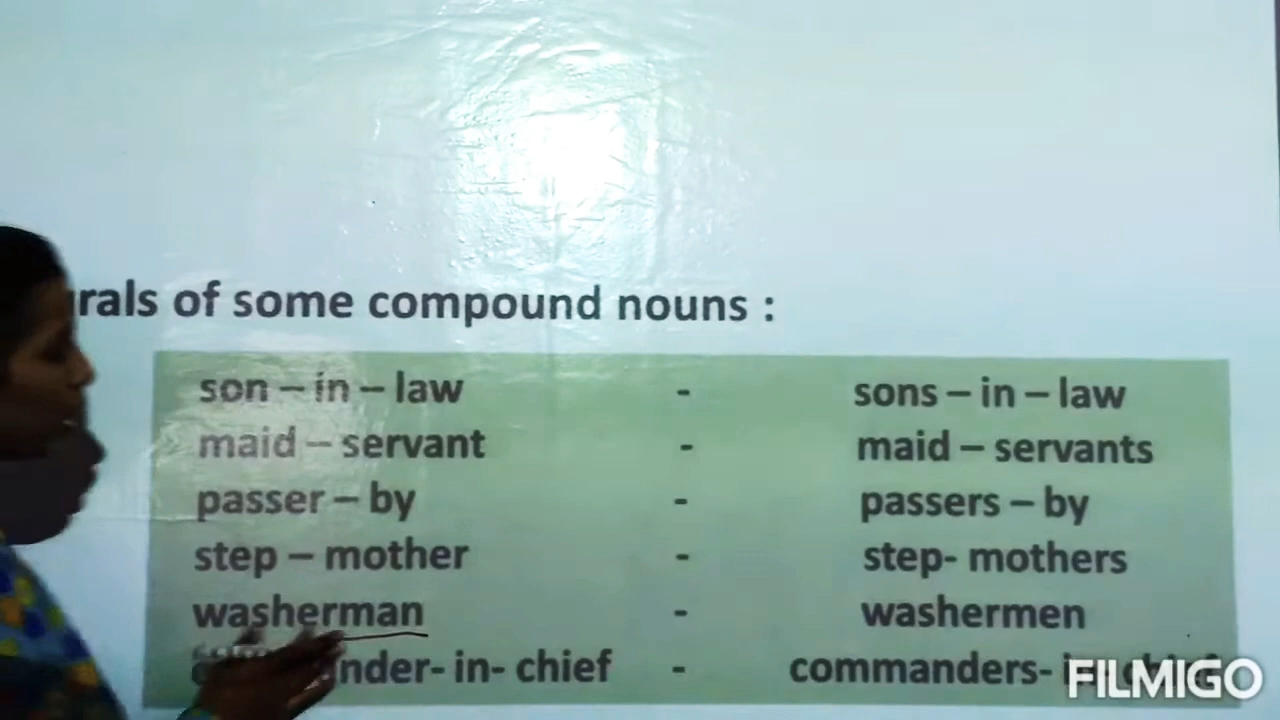 rals of some compound nouns :
son – in – law - sons – in – law
maid – servant - maid – servants
passer – by - passers – by
step – mother - step- mothers
washerman - washermen
nder- in- chief - commanders-
FILMIGO